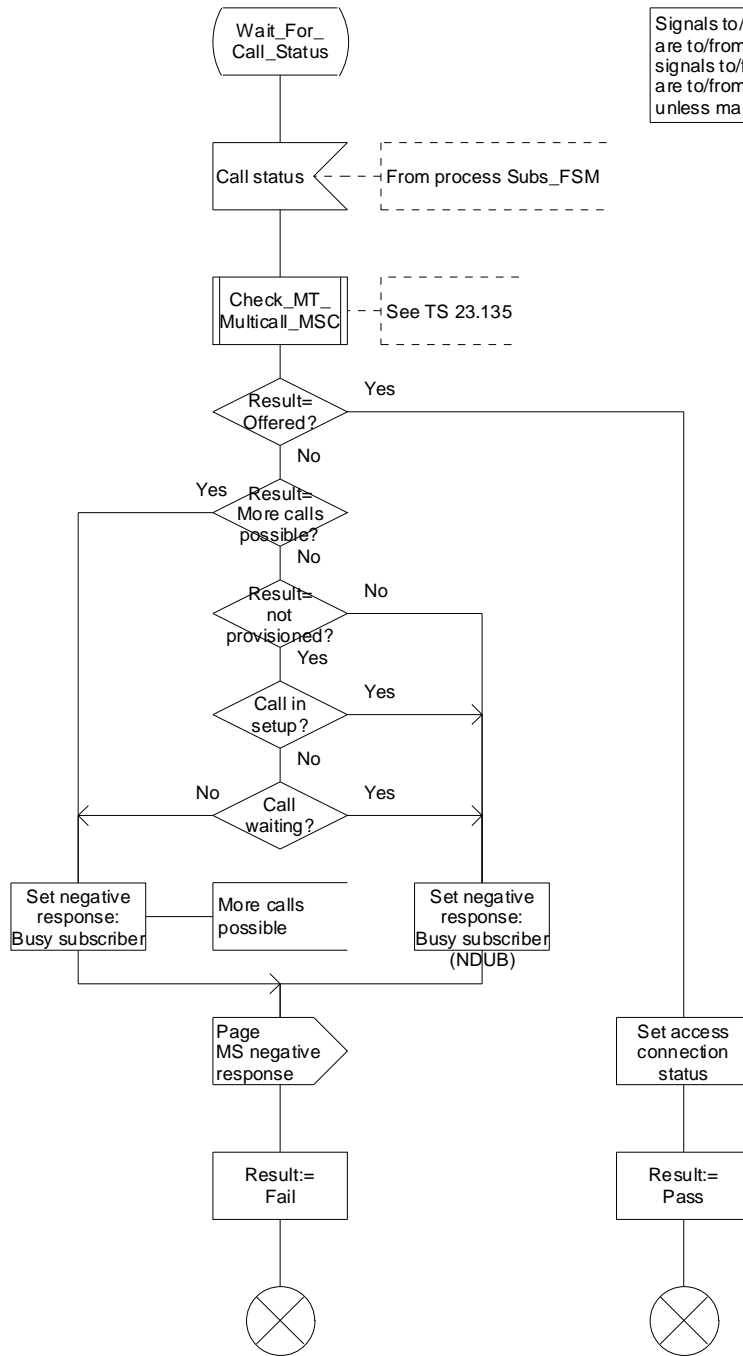 Wait_For_
Call_Status
Signals to/
are to/from
signals to/f
are to/from
unless ma
Call status
From process Subs_FSM
Check_MT_
Multicall_MSC
See TS 23.135
Result=
Offered?
Yes
No
Yes
Result=
More calls
possible?
No
Result=
not
provisioned?
No
Yes
Call in
setup?
Yes
No
No
Call
waiting?
Yes
Set negative
response:
Busy subscriber
More calls
possible
Set negative
response:
Busy subscriber
(NDUB)
Page
MS negative
response
Set access
connection
status
Result:=
Fail
Result:=
Pass